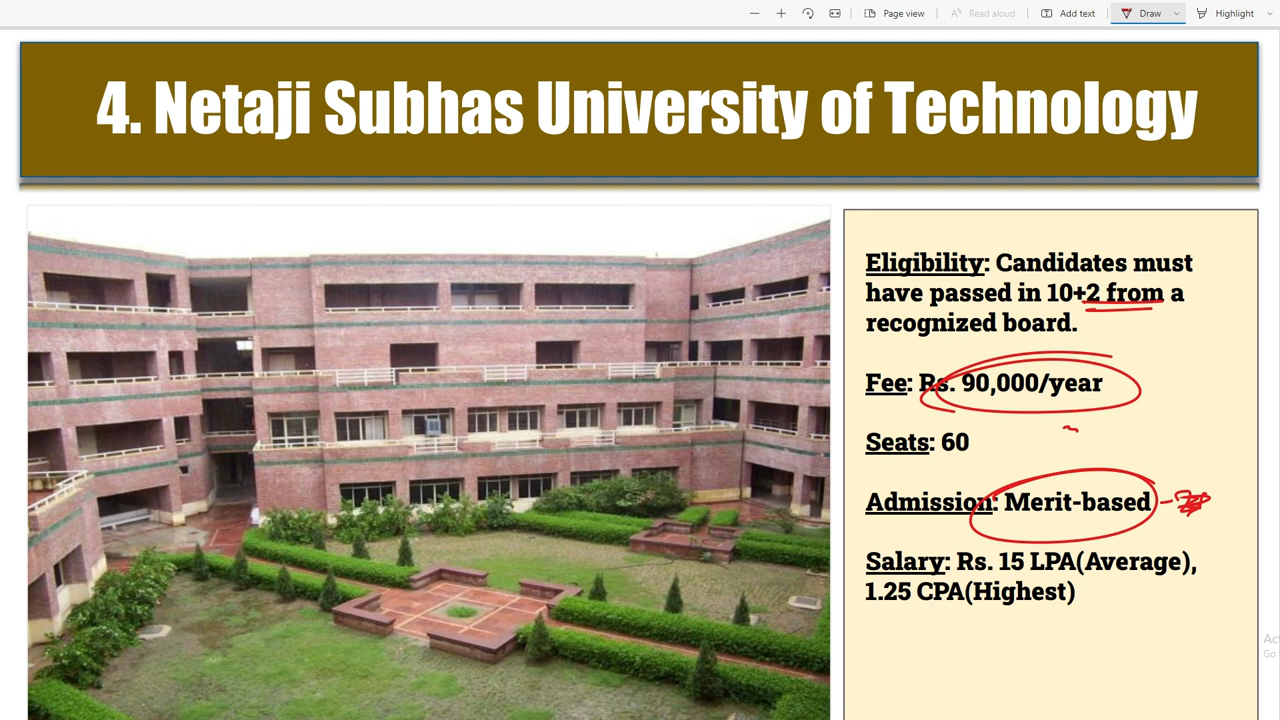 Page view
Read aloud
Add text
Draw
Highlight
4. Netaji Subhas University of Technology
Eligibility: Candidates must
have passed in 10+2 from a
recognized board.
Fee: Rs. 90,000/year
Seats: 60
Admission: Merit-based
Salary: Rs. 15 LPA(Average),
1.25 CPA(Highest)